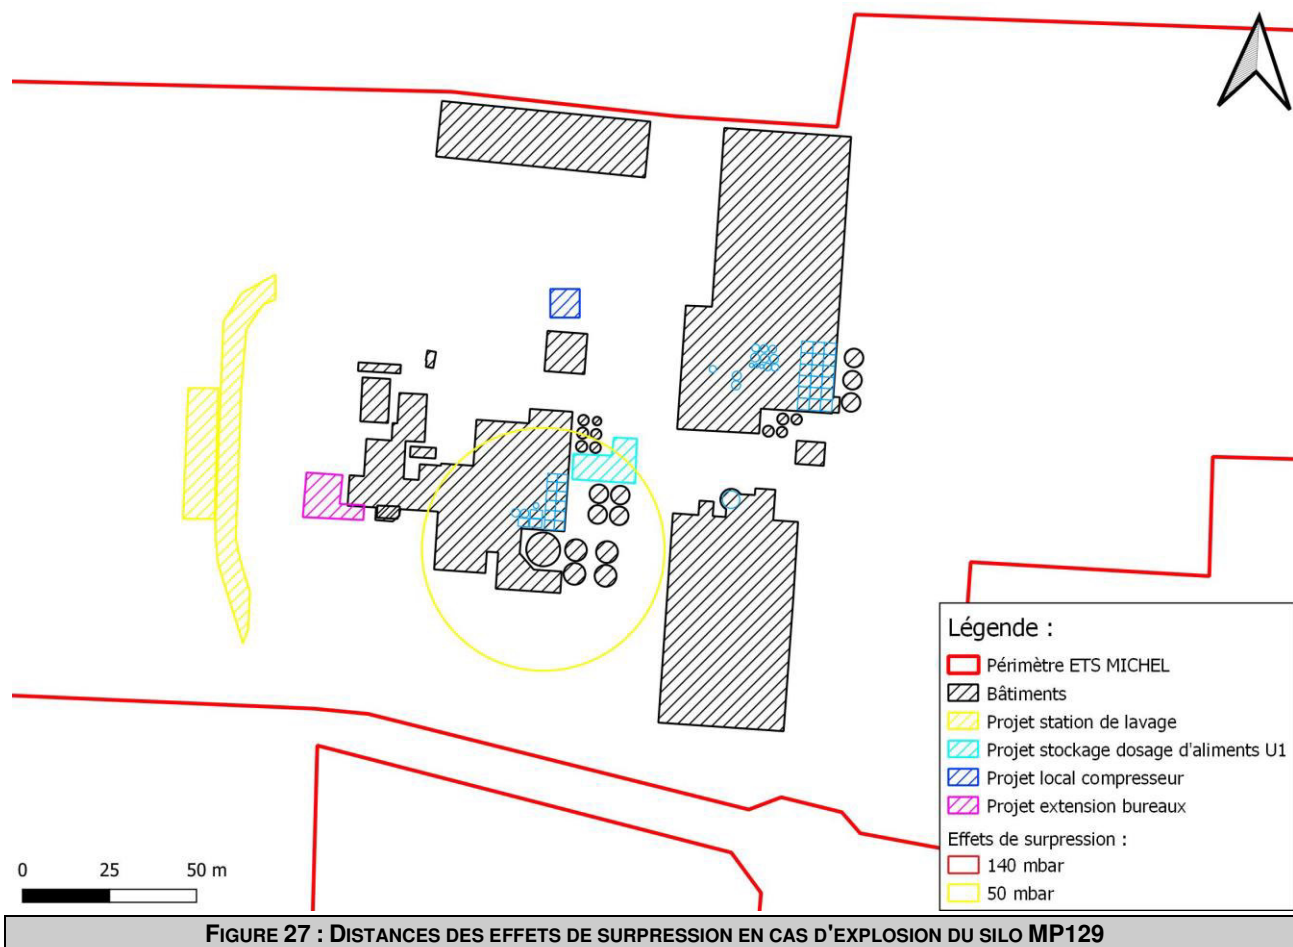 Légende :
Périmètre ETS MICHEL
Bâtiments
Projet station de lavage
Projet stockage dosage d'aliments U1
Projet local compresseur
Projet extension bureaux
Effets de surpression :
140 mbar
50 mbar
0 25 50 m
FIGURE 27 : DISTANCES DES EFFETS DE SURPRESSION EN CAS D'EXPLOSION DU SILO MP129